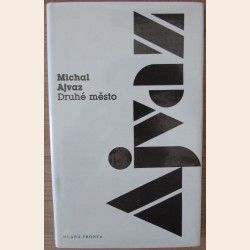 Michal
Ajvaz
Druhé město
Ajvaz
MLADÁ FRONTA